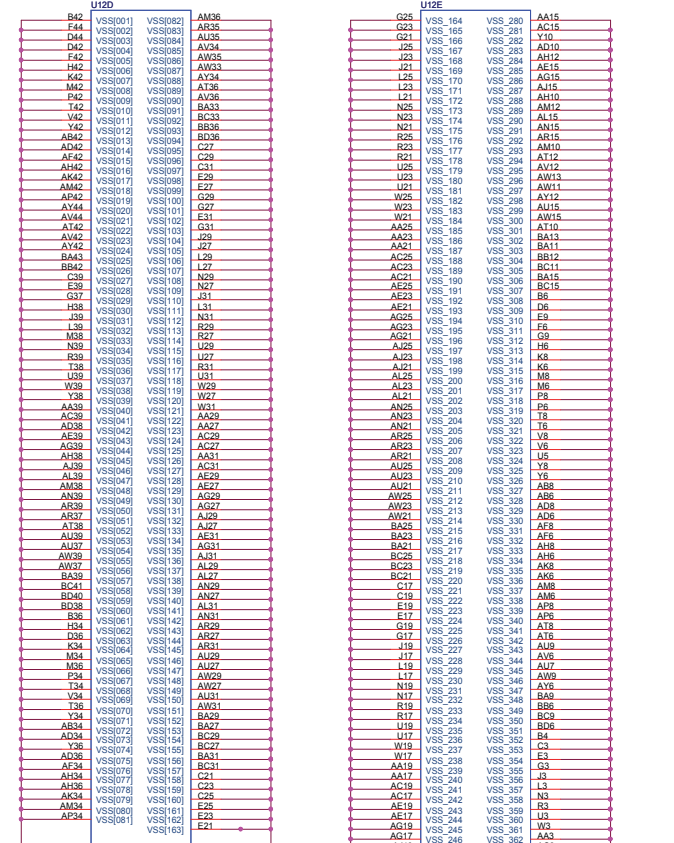 U12D
B42 VSS[001] VSS[082] AM36
F44 VSS[002] VSS[083] AR35
D44 VSS[003] VSS[084] AU35
D42 VSS[004] VSS[085] AV34
F42 VSS[005] VSS[086] AW35
H42 VSS[006] VSS[087] AW33
K42 VSS[007] VSS[088] AY34
M42 VSS[008] VSS[089] AT36
P42 VSS[009] VSS[090] AV36
T42 VSS[010] VSS[091] BA33
V42 VSS[011] VSS[092] BC33
Y42 VSS[012] VSS[093] BB36
AB42 VSS[013] VSS[094] BD36
AD42 VSS[014] VSS[095] C27
AF42 VSS[015] VSS[096] C29
AH42 VSS[016] VSS[097] C31
AK42 VSS[017] VSS[098] E29
AM42 VSS[018] VSS[099] E27
AP42 VSS[019] VSS[100] G29
AY44 VSS[020] VSS[101] G27
AV44 VSS[021] VSS[102] E31
AT42 VSS[022] VSS[103] G31
AV42 VSS[023] VSS[104] J29
AY42 VSS[024] VSS[105] J27
BA43 VSS[025] VSS[106] L29
BB42 VSS[026] VSS[107] L27
C39 VSS[027] VSS[108] N29
E39 VSS[028] VSS[109] N27
G37 VSS[029] VSS[110] J31
H38 VSS[030] VSS[111] L31
J39 VSS[031] VSS[112] N31
L39 VSS[032] VSS[113] R29
M38 VSS[033] VSS[114] R27
N39 VSS[034] VSS[115] U29
R39 VSS[035] VSS[116] U27
T38 VSS[036] VSS[117] R31
U39 VSS[037] VSS[118] U31
W39 VSS[038] VSS[119] W29
Y38 VSS[039] VSS[120] W27
AA39 VSS[040] VSS[121] W31
AC39 VSS[041] VSS[122] AA29
AD38 VSS[042] VSS[123] AA27
AE39 VSS[043] VSS[124] AC29
AG39 VSS[044] VSS[125] AC27
AH38 VSS[045] VSS[126] AA31
AJ39 VSS[046] VSS[127] AC31
AL39 VSS[047] VSS[128] AE29
AM38 VSS[048] VSS[129] AE27
AN39 VSS[049] VSS[130] AG29
AR39 VSS[050] VSS[131] AG27
AR37 VSS[051] VSS[132] AJ29
AT38 VSS[052] VSS[133] AJ27
AU39 VSS[053] VSS[134] AE31
AU37 VSS[054] VSS[135] AG31
AW39 VSS[055] VSS[136] AJ31
AW37 VSS[056] VSS[137] AL29
BA39 VSS[057] VSS[138] AL27
BC41 VSS[058] VSS[139] AN29
BD40 VSS[059] VSS[140] AN27
BD38 VSS[060] VSS[141] AL31
B36 VSS[061] VSS[142] AN31
H34 VSS[062] VSS[143] AR29
D36 VSS[063] VSS[144] AR27
K34 VSS[064] VSS[145] AR31
M34 VSS[065] VSS[146] AU29
M36 VSS[066] VSS[147] AU27
P34 VSS[067] VSS[148] AW29
T34 VSS[068] VSS[149] AW27
V34 VSS[069] VSS[150] AU31
T36 VSS[070] VSS[151] AW31
Y34 VSS[071] VSS[152] BA29
AB34 VSS[072] VSS[153] BA27
AD34 VSS[073] VSS[154] BC29
Y36 VSS[074] VSS[155] BC27
AD36 VSS[075] VSS[156] BA31
AF34 VSS[076] VSS[157] BC31
AH34 VSS[077] VSS[158] C21
AH36 VSS[078] VSS[159] C23
AK34 VSS[079] VSS[160] C25
AM34 VSS[080] VSS[161] E25
AP34 VSS[081] VSS[162] E23
VSS[163] E21
U12E
G25 VSS_164 VSS_280 AA15
G23 VSS_165 VSS_281 AC15
G21 VSS_166 VSS_282 Y10
J25 VSS_167 VSS_283 AD10
J23 VSS_168 VSS_284 AH12
J21 VSS_169 VSS_285 AE15
L25 VSS_170 VSS_286 AG15
L23 VSS_171 VSS_287 AJ15
L21 VSS_172 VSS_288 AH10
N25 VSS_173 VSS_289 AM12
N23 VSS_174 VSS_290 AL15
N21 VSS_175 VSS_291 AN15
R25 VSS_176 VSS_292 AR15
R23 VSS_177 VSS_293 AM10
R21 VSS_178 VSS_294 AT12
U25 VSS_179 VSS_295 AV12
U23 VSS_180 VSS_296 AW13
U21 VSS_181 VSS_297 AW11
W25 VSS_182 VSS_298 AY12
W23 VSS_183 VSS_299 AU15
W21 VSS_184 VSS_300 AW15
AA25 VSS_185 VSS_301 AT10
AA23 VSS_186 VSS_302 BA13
AA21 VSS_187 VSS_303 BA11
AC25 VSS_188 VSS_304 BB12
AC23 VSS_189 VSS_305 BC11
AC21 VSS_190 VSS_306 BA15
AE25 VSS_191 VSS_307 BC15
AE23 VSS_192 VSS_308 B6
AE21 VSS_193 VSS_309 D6
AG25 VSS_194 VSS_310 E9
AG23 VSS_195 VSS_311 F6
AG21 VSS_196 VSS_312 G9
AJ25 VSS_197 VSS_313 H6
AJ23 VSS_198 VSS_314 K8
AJ21 VSS_199 VSS_315 K6
AL25 VSS_200 VSS_316 M8
AL23 VSS_201 VSS_317 M6
AL21 VSS_202 VSS_318 P8
AN25 VSS_203 VSS_319 P6
AN23 VSS_204 VSS_320 T8
AN21 VSS_205 VSS_321 T6
AR25 VSS_206 VSS_322 V8
AR23 VSS_207 VSS_323 V6
AR21 VSS_208 VSS_324 U5
AU25 VSS_209 VSS_325 Y8
AU23 VSS_210 VSS_326 Y6
AU21 VSS_211 VSS_327 AB8
AW25 VSS_212 VSS_328 AB6
AW23 VSS_213 VSS_329 AD8
AW21 VSS_214 VSS_330 AD6
BA25 VSS_215 VSS_331 AF8
BA23 VSS_216 VSS_332 AF6
BA21 VSS_217 VSS_333 AH8
BC25 VSS_218 VSS_334 AH6
BC23 VSS_219 VSS_335 AK8
BC21 VSS_220 VSS_336 AK6
C17 VSS_221 VSS_337 AM8
C19 VSS_222 VSS_338 AM6
E19 VSS_223 VSS_339 AP8
E17 VSS_224 VSS_340 AP6
G19 VSS_225 VSS_341 AT8
G17 VSS_226 VSS_342 AT6
J19 VSS_227 VSS_343 AU9
J17 VSS_228 VSS_344 AV6
L19 VSS_229 VSS_345 AU7
L17 VSS_230 VSS_346 AW9
N19 VSS_231 VSS_347 AY6
N17 VSS_232 VSS_348 BA9
R19 VSS_233 VSS_349 BB6
R17 VSS_234 VSS_350 BC9
U19 VSS_235 VSS_351 BD6
U17 VSS_236 VSS_352 B4
W19 VSS_237 VSS_353 C3
W17 VSS_238 VSS_354 E3
AA19 VSS_239 VSS_355 G3
AA17 VSS_240 VSS_356 J3
AC19 VSS_241 VSS_357 L3
AC17 VSS_242 VSS_358 N3
AE19 VSS_243 VSS_359 R3
AE17 VSS_244 VSS_360 U3
AG19 VSS_245 VSS_361 W3
AG17 VSS_246 VSS_362 AA3